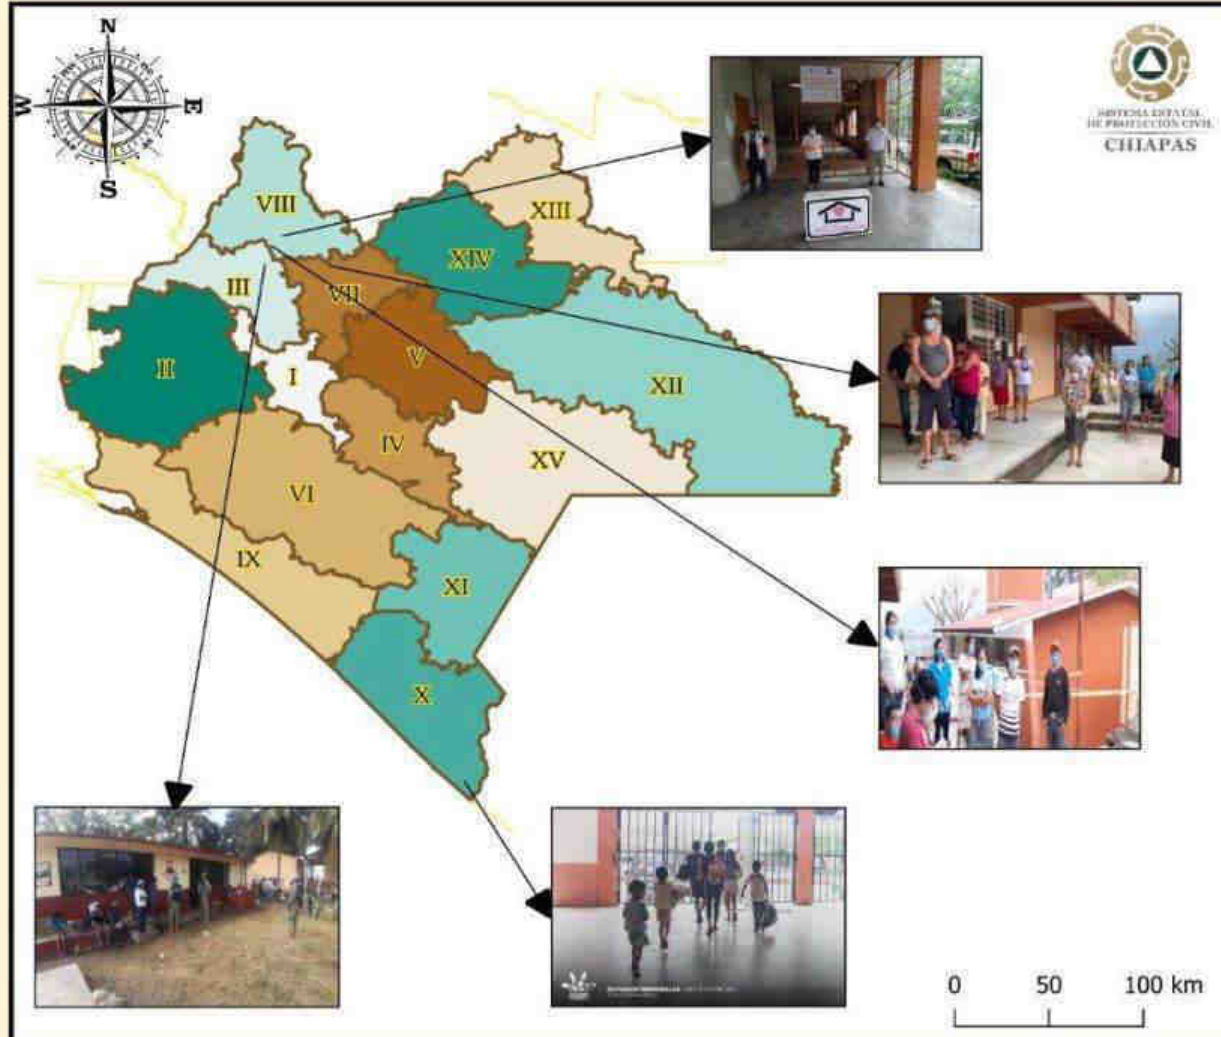 N
W
E
S
SISTEMA ESTATAL
DE PROTECCIÓN CIVIL
CHIAPAS
VIII
XIII
XIV
III
VII
II
I
V
XII
IV
XV
VI
IX
XI
X
0 50 100 km